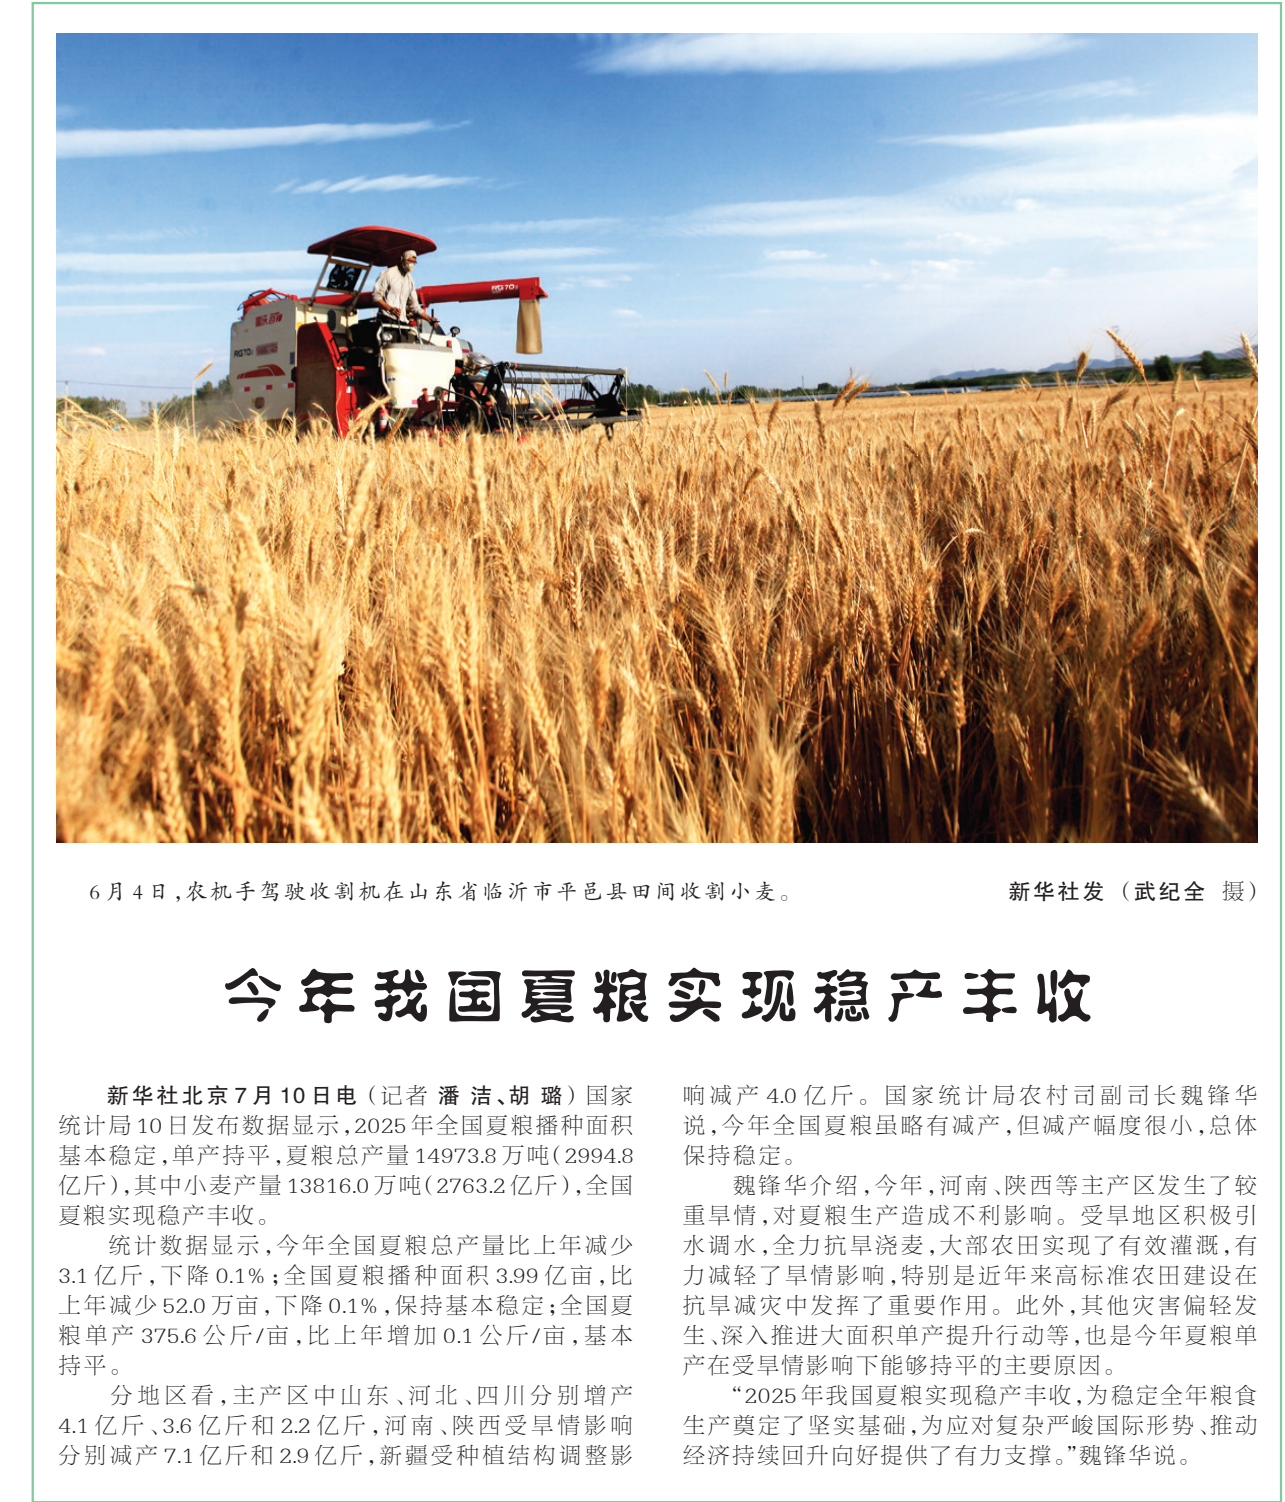 RG70
RG70
6月4日，农机手驾驶收割机在山东省临沂市平邑县田间收割小麦。 新华社发（武纪全 摄）
今年我国夏粮实现稳产丰收
新华社北京7月10日电（记者 潘 洁、胡 璐）国家
统计局10日发布数据显示，2025年全国夏粮播种面积
基本稳定，单产持平，夏粮总产量14973.8万吨（2994.8
亿斤），其中小麦产量13816.0万吨（2763.2亿斤），全国
夏粮实现稳产丰收。
统计数据显示，今年全国夏粮总产量比上年减少
3.1亿斤，下降0.1%；全国夏粮播种面积3.99亿亩，比
上年减少52.0万亩，下降0.1%，保持基本稳定；全国夏
粮单产375.6公斤/亩，比上年增加0.1公斤/亩，基本
持平。
分地区看，主产区中山东、河北、四川分别增产
4.1亿斤、3.6亿斤和2.2亿斤，河南、陕西受旱情影响
分别减产7.1亿斤和2.9亿斤，新疆受种植结构调整影
响减产4.0亿斤。国家统计局农村司副司长魏锋华
说，今年全国夏粮虽略有减产，但减产幅度很小，总体
保持稳定。
魏锋华介绍，今年，河南、陕西等主产区发生了较
重旱情，对夏粮生产造成不利影响。受旱地区积极引
水调水，全力抗旱浇麦，大部农田实现了有效灌溉，有
力减轻了旱情影响，特别是近年来高标准农田建设在
抗旱减灾中发挥了重要作用。此外，其他灾害偏轻发
生、深入推进大面积单产提升行动等，也是今年夏粮单
产在受旱情影响下能够持平的主要原因。
“2025年我国夏粮实现稳产丰收，为稳定全年粮食
生产奠定了坚实基础，为应对复杂严峻国际形势、推动
经济持续回升向好提供了有力支撑。”魏锋华说。